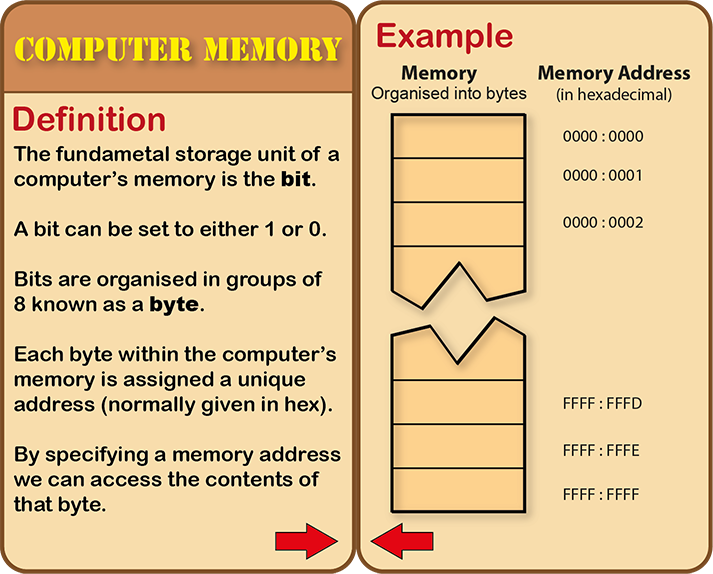 COMPUTER MEMORY
Definition
The fundametal storage unit of a
computer's memory is the bit.
A bit can be set to either 1 or 0.
Bits are organised in groups of
8 known as a byte.
Each byte within the computer's
memory is assigned a unique
address (normally given in hex).
By specifying a memory address
we can access the contents of
that byte.
Example
Memory
Organised into bytes
Memory Address
(in hexadecimal)
0000 : 0000
0000 : 0001
0000 : 0002
FFFF : FFFD
FFFF : FFFE
FFFF : FFFF